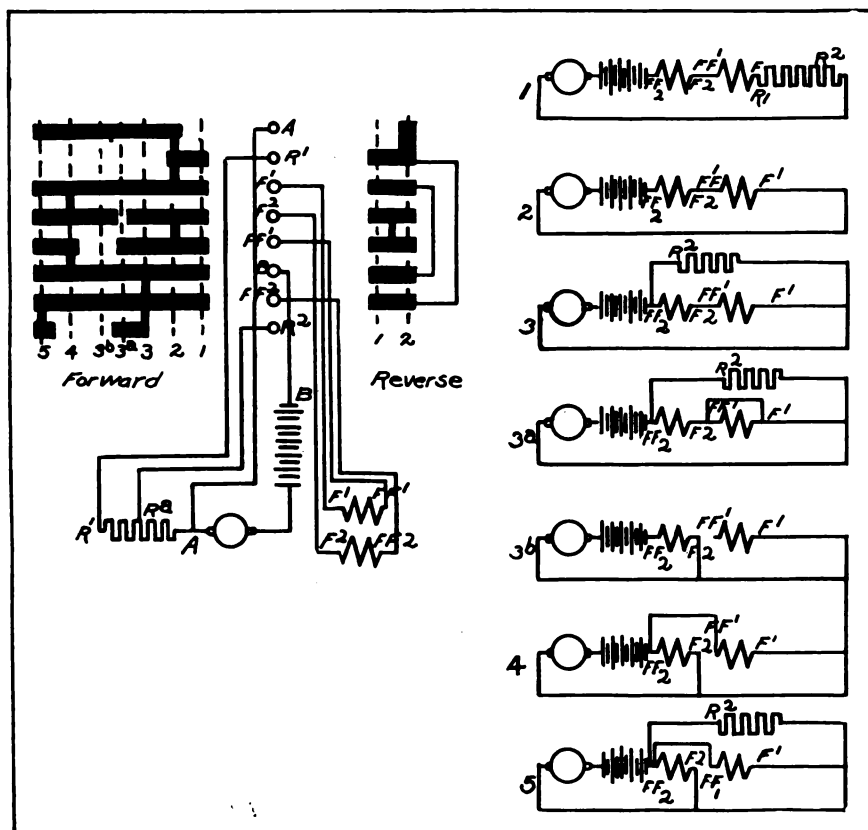 A
R'
F'
F2
FF'
B
FF2
R2
5 4 3b 3a 3 2 1
Forward
1 2
Reverse
B
R' Ra A
F' FF'
F2 FF2
1 FF2 F2 FF' F R1 R2
2 FF2 F2 FF' F'
3 R2 FF2 F2 FF' F'
3a R2 FF2 F2 FF' F'
3b FF2 F2 FF' F'
4 FF2 F2 FF' F'
5 R2 FF2 F2 FF1 F'